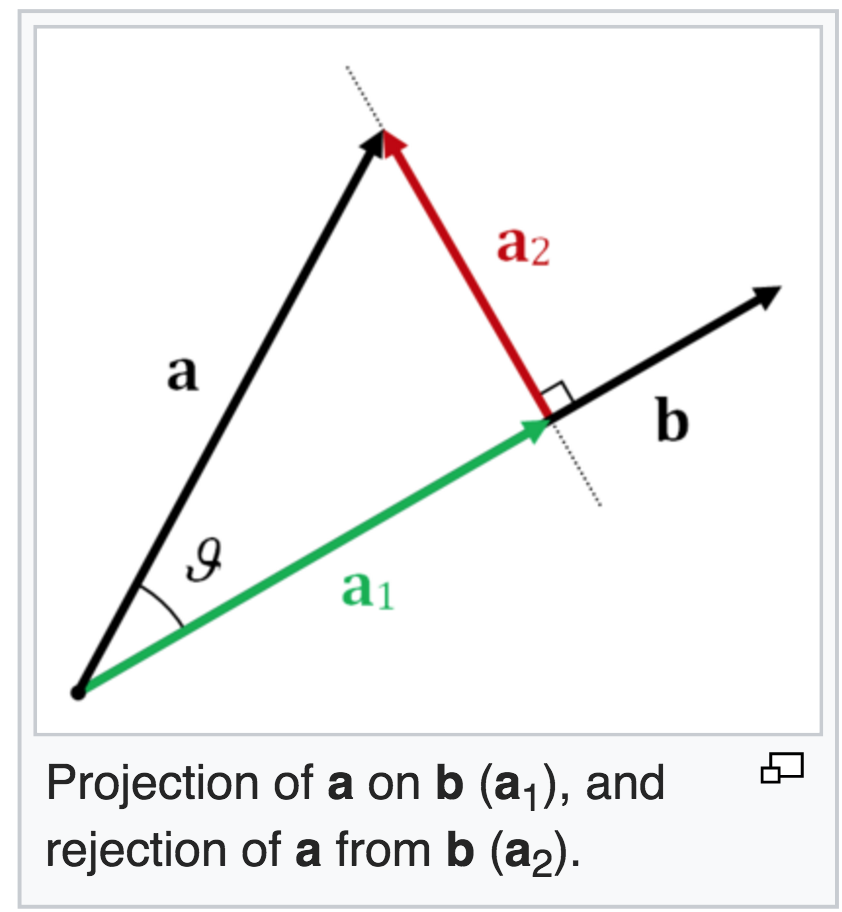 a
a2
b
ϑ
a1
Projection of a on b (a1), and
rejection of a from b (a2).